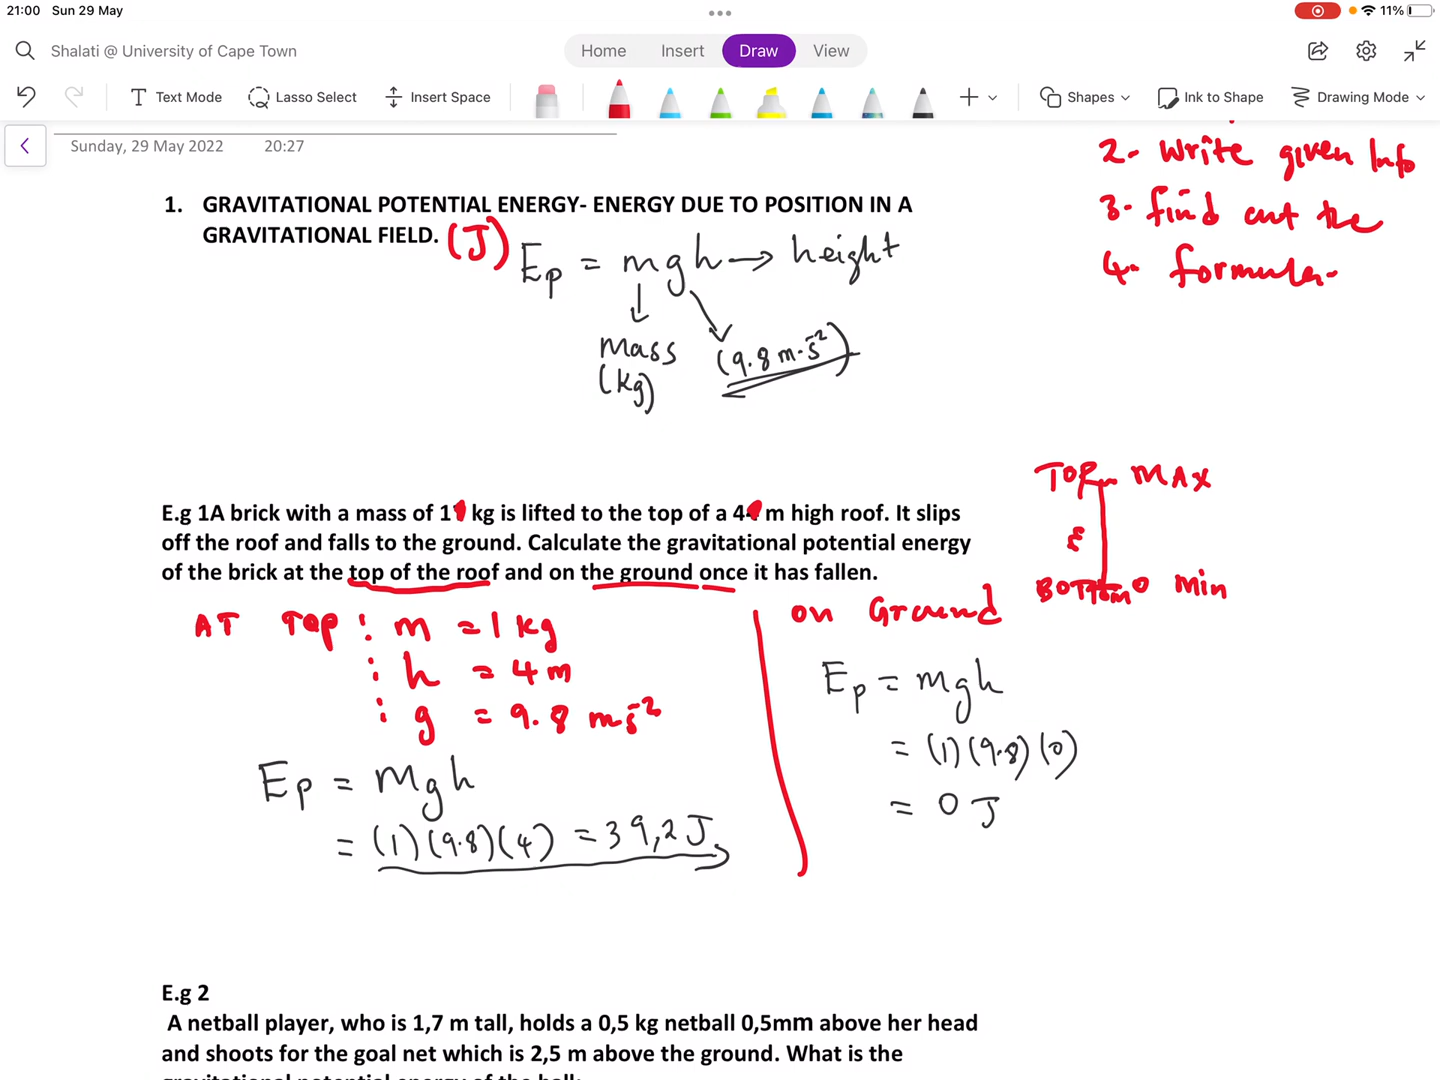 21:00 Sun 29 May
11%
Shalati @ University of Cape Town
Home Insert Draw View
Text Mode Lasso Select Insert Space Shapes Ink to Shape Drawing Mode
Sunday, 29 May 2022 20:27
2- Write given Info
3- find out the
4- formula-
1. GRAVITATIONAL POTENTIAL ENERGY- ENERGY DUE TO POSITION IN A
GRAVITATIONAL FIELD. (J)
Ep = mgh → height
Mass (9.8 m·s⁻²)
(kg)
TOP MAX
E.g 1A brick with a mass of 1 kg is lifted to the top of a 4 m high roof. It slips
off the roof and falls to the ground. Calculate the gravitational potential energy
of the brick at the top of the roof and on the ground once it has fallen.
BOTTOM 0 Min
AT TOP : m = 1 kg
: h = 4 m
: g = 9.8 m s⁻²
Ep = Mgh
= (1)(9.8)(4) = 39,2 J
on Ground
Ep = mgh
= (1)(9.8)(0)
= 0 J
E.g 2
A netball player, who is 1,7 m tall, holds a 0,5 kg netball 0,5mm above her head
and shoots for the goal net which is 2,5 m above the ground. What is the
gravitational potential energy of the ball: